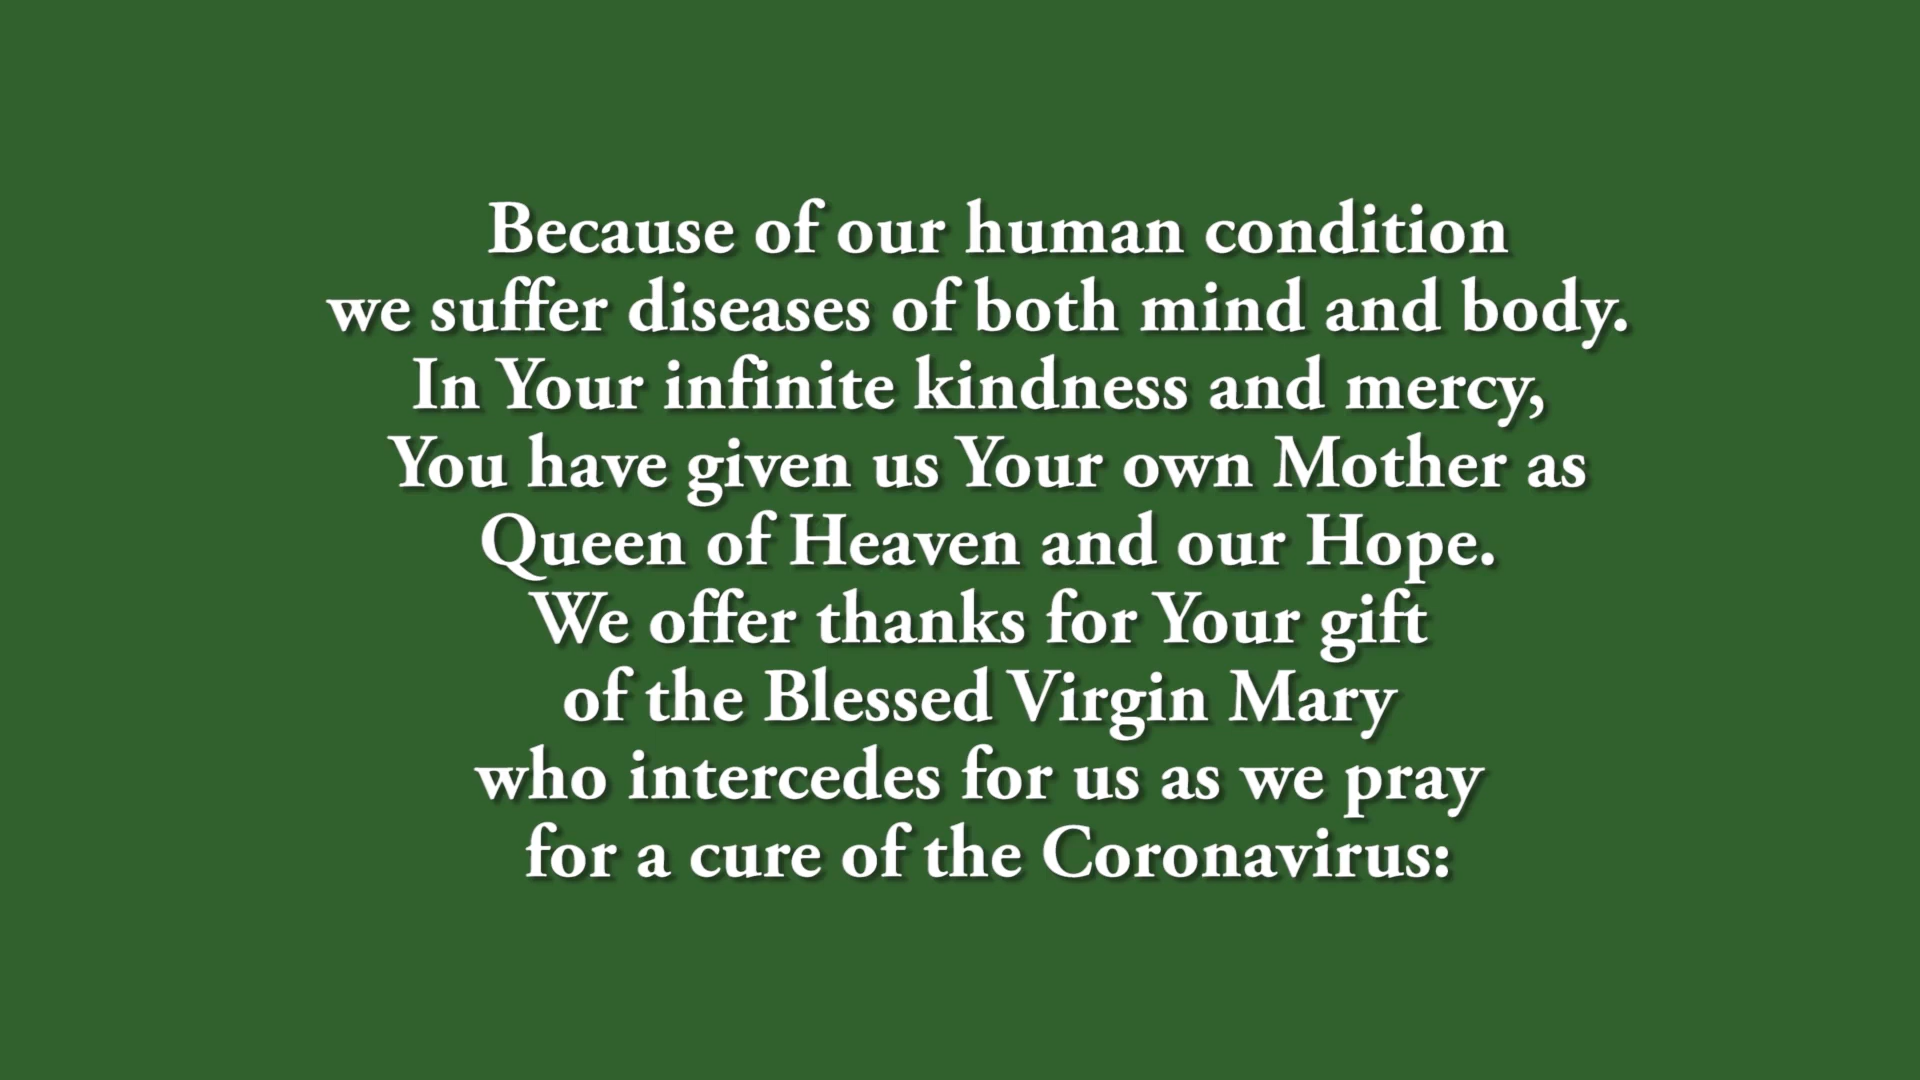 Because of our human condition
we suffer diseases of both mind and body.
In Your infinite kindness and mercy,
You have given us Your own Mother as
Queen of Heaven and our Hope.
We offer thanks for Your gift
of the Blessed Virgin Mary
who intercedes for us as we pray
for a cure of the Coronavirus: